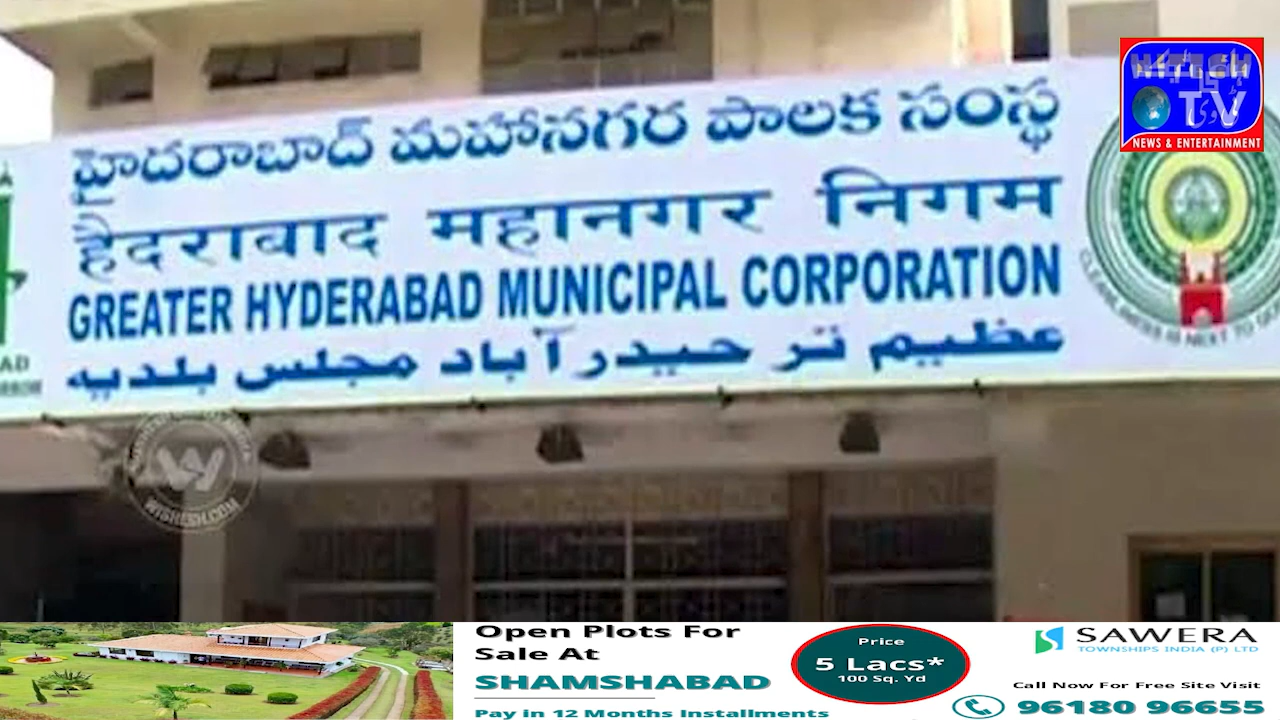 హైదరాబాద్ మహానగర పాలక సంస్థ
हैदराबाद महानगर निगम
GREATER HYDERABAD MUNICIPAL CORPORATION
عظیم تر حیدرآباد مجلس بلدیہ
TV
NEWS & ENTERTAINMENT
W
WISHESH.COM
Open Plots For
Sale At
SHAMSHABAD
Pay in 12 Months Installments
Price
5 Lacs*
100 Sq. Yd
SAWERA
TOWNSHIPS INDIA (P) LTD
Call Now For Free Site Visit
96180 96655